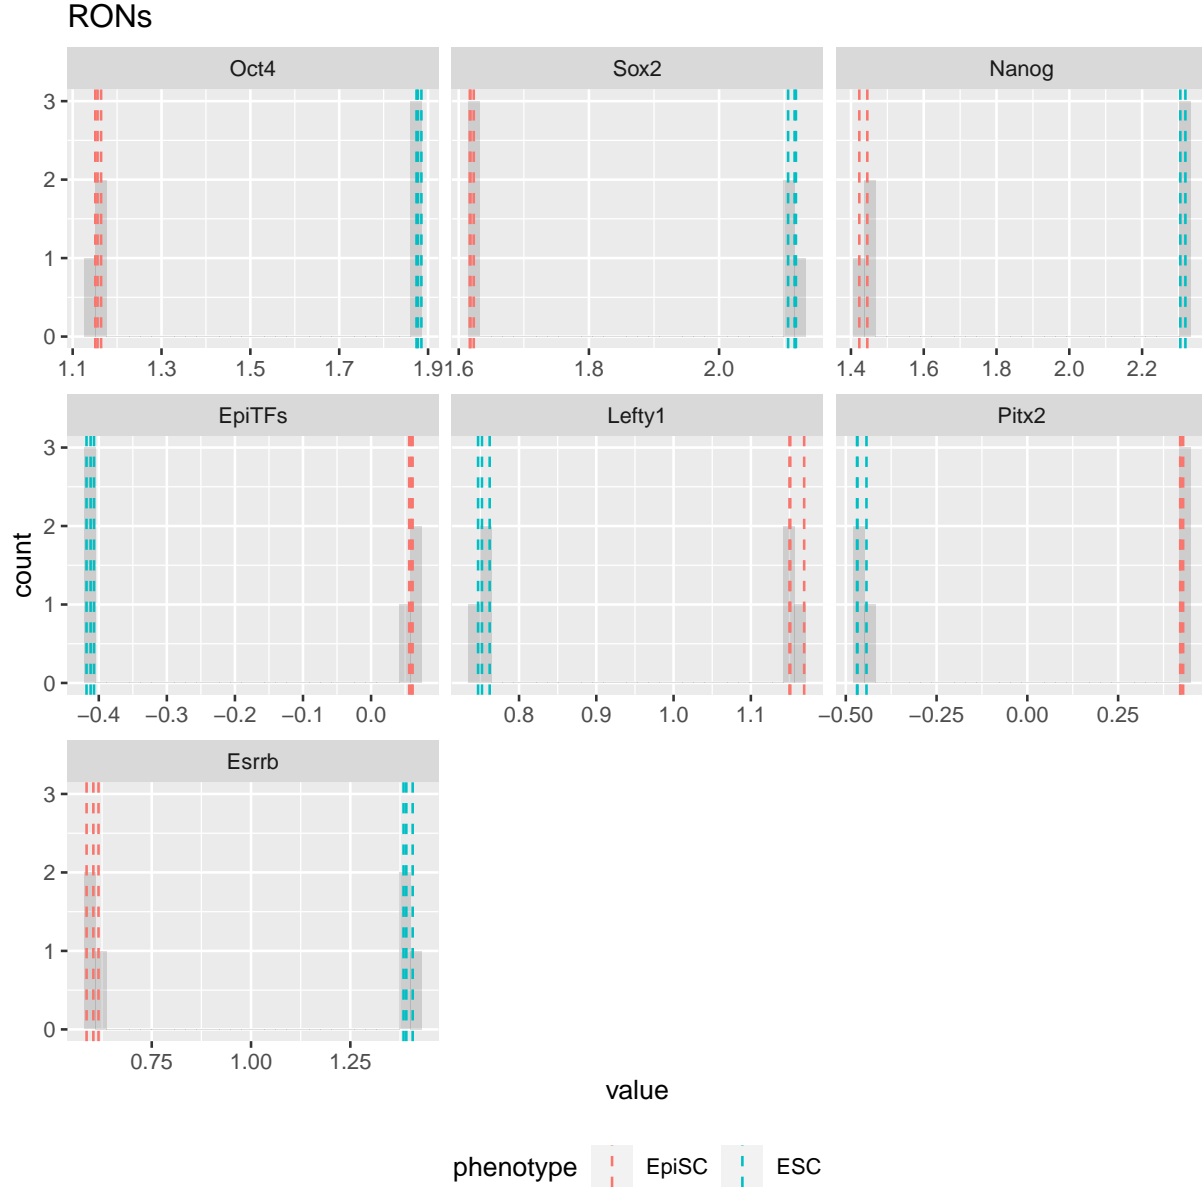 RONs
Oct4 Sox2 Nanog
3
2
1
0
1.1 1.3 1.5 1.7 1.9 1.6 1.8 2.0 1.4 1.6 1.8 2.0 2.2
EpiTFs Lefty1 Pitx2
3
2
1
0
−0.4 −0.3 −0.2 −0.1 0.0 0.8 0.9 1.0 1.1 −0.50 −0.25 0.00 0.25
count
Esrrb
3
2
1
0
0.75 1.00 1.25
value
phenotype EpiSC ESC